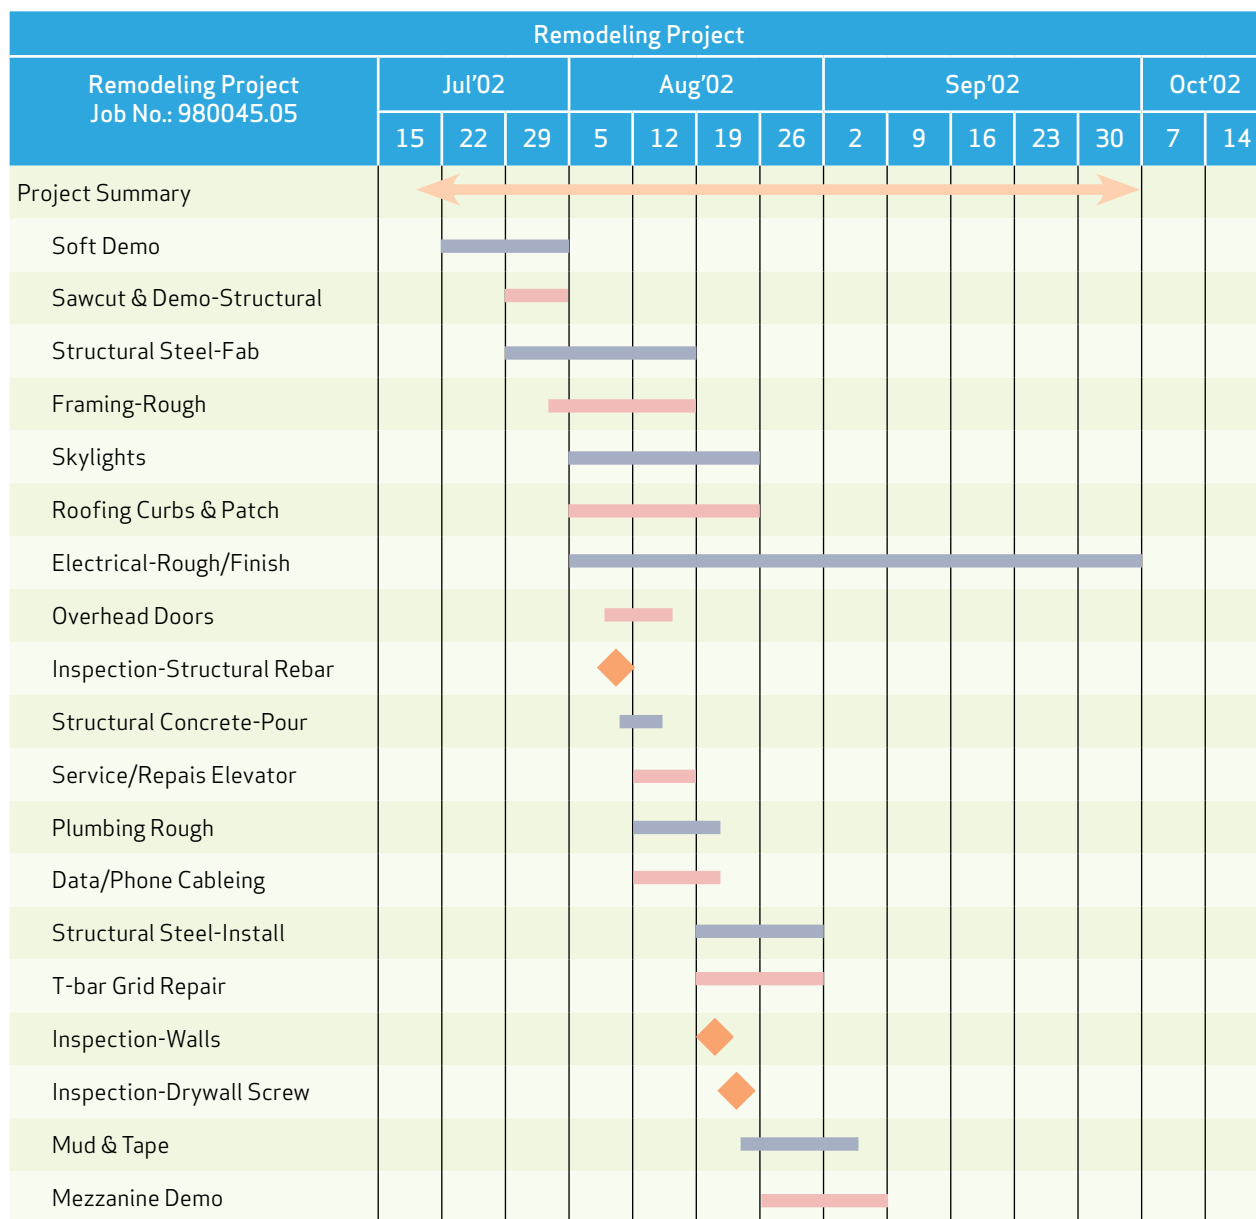 Remodeling Project
Remodeling Project
Job No.: 980045.05
Jul'02 Aug'02 Sep'02 Oct'02
15 22 29 5 12 19 26 2 9 16 23 30 7 14
Project Summary
Soft Demo
Sawcut & Demo-Structural
Structural Steel-Fab
Framing-Rough
Skylights
Roofing Curbs & Patch
Electrical-Rough/Finish
Overhead Doors
Inspection-Structural Rebar
Structural Concrete-Pour
Service/Repais Elevator
Plumbing Rough
Data/Phone Cableing
Structural Steel-Install
T-bar Grid Repair
Inspection-Walls
Inspection-Drywall Screw
Mud & Tape
Mezzanine Demo